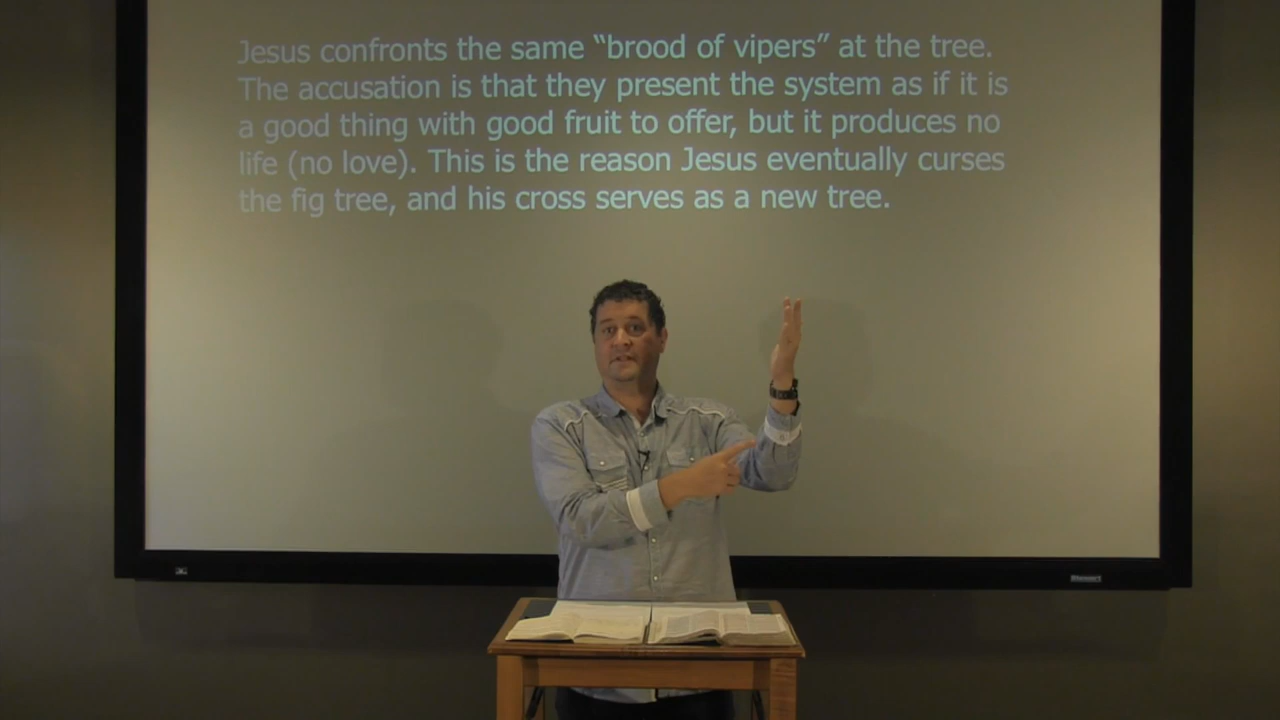 Jesus confronts the same “brood of vipers” at the tree.
The accusation is that they present the system as if it is
a good thing with good fruit to offer, but it produces no
life (no love). This is the reason Jesus eventually curses
the fig tree, and his cross serves as a new tree.